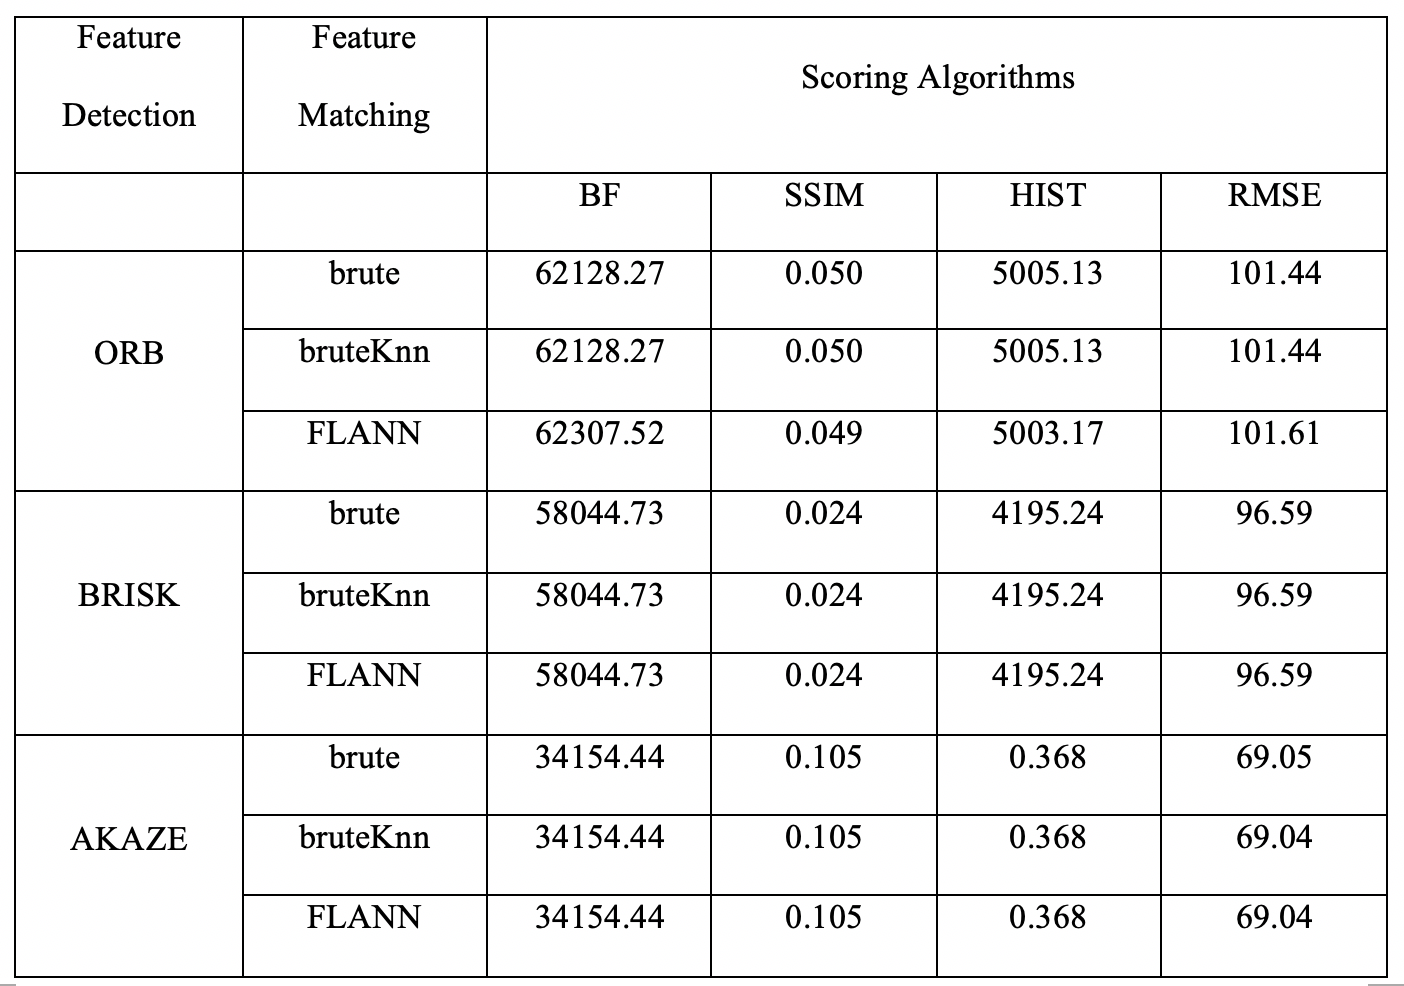 Feature Detection
Feature Matching
Scoring Algorithms
BF SSIM HIST RMSE
ORB
brute 62128.27 0.050 5005.13 101.44
bruteKnn 62128.27 0.050 5005.13 101.44
FLANN 62307.52 0.049 5003.17 101.61
BRISK
brute 58044.73 0.024 4195.24 96.59
bruteKnn 58044.73 0.024 4195.24 96.59
FLANN 58044.73 0.024 4195.24 96.59
AKAZE
brute 34154.44 0.105 0.368 69.05
bruteKnn 34154.44 0.105 0.368 69.04
FLANN 34154.44 0.105 0.368 69.04